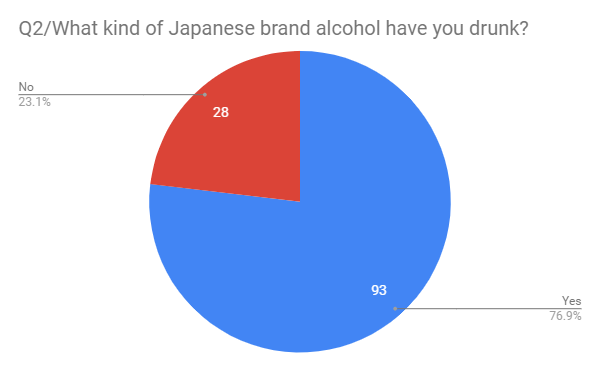 Q2/What kind of Japanese brand alcohol have you drunk?
No
23.1%
28
93
Yes
76.9%